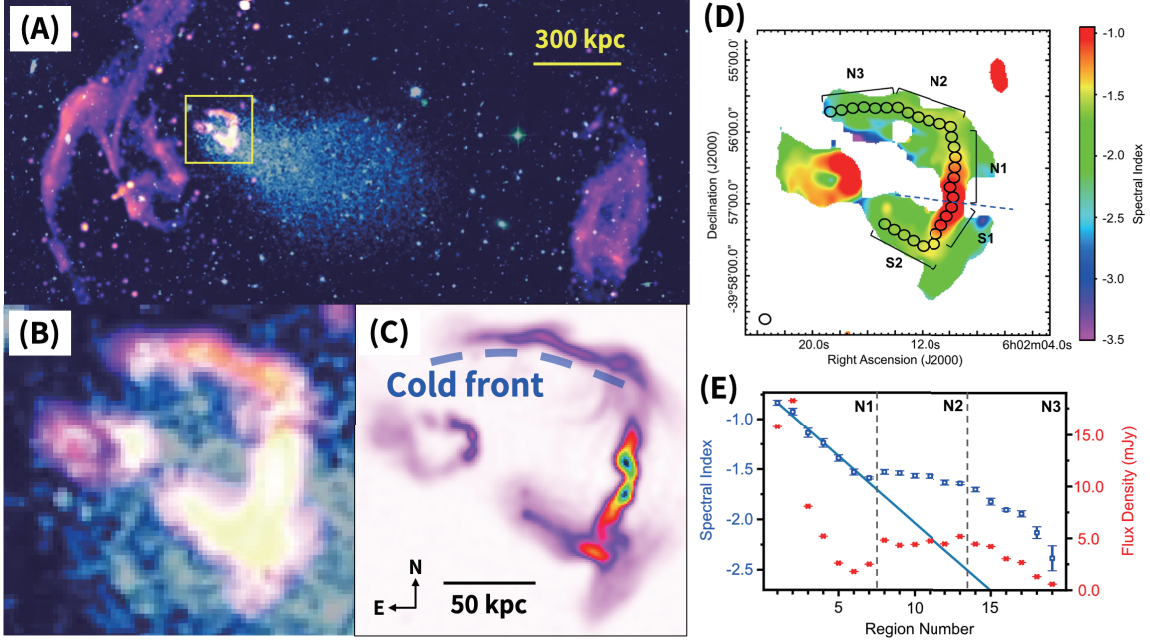 (A)
300 kpc
(B)
(C)
Cold front
N
E
50 kpc
(D)
N3
N2
N1
S1
S2
55'00.0"
56'00.0"
57'00.0"
-39°58'00.0"
Declination (J2000)
20.0s
12.0s
6h02m04.0s
Right Ascension (J2000)
-1.0
-1.5
-2.0
-2.5
-3.0
-3.5
Spectral Index
(E)
N1
N2
N3
-1.0
-1.5
-2.0
-2.5
Spectral Index
15.0
10.0
5.0
0.0
Flux Density (mJy)
5
10
15
Region Number